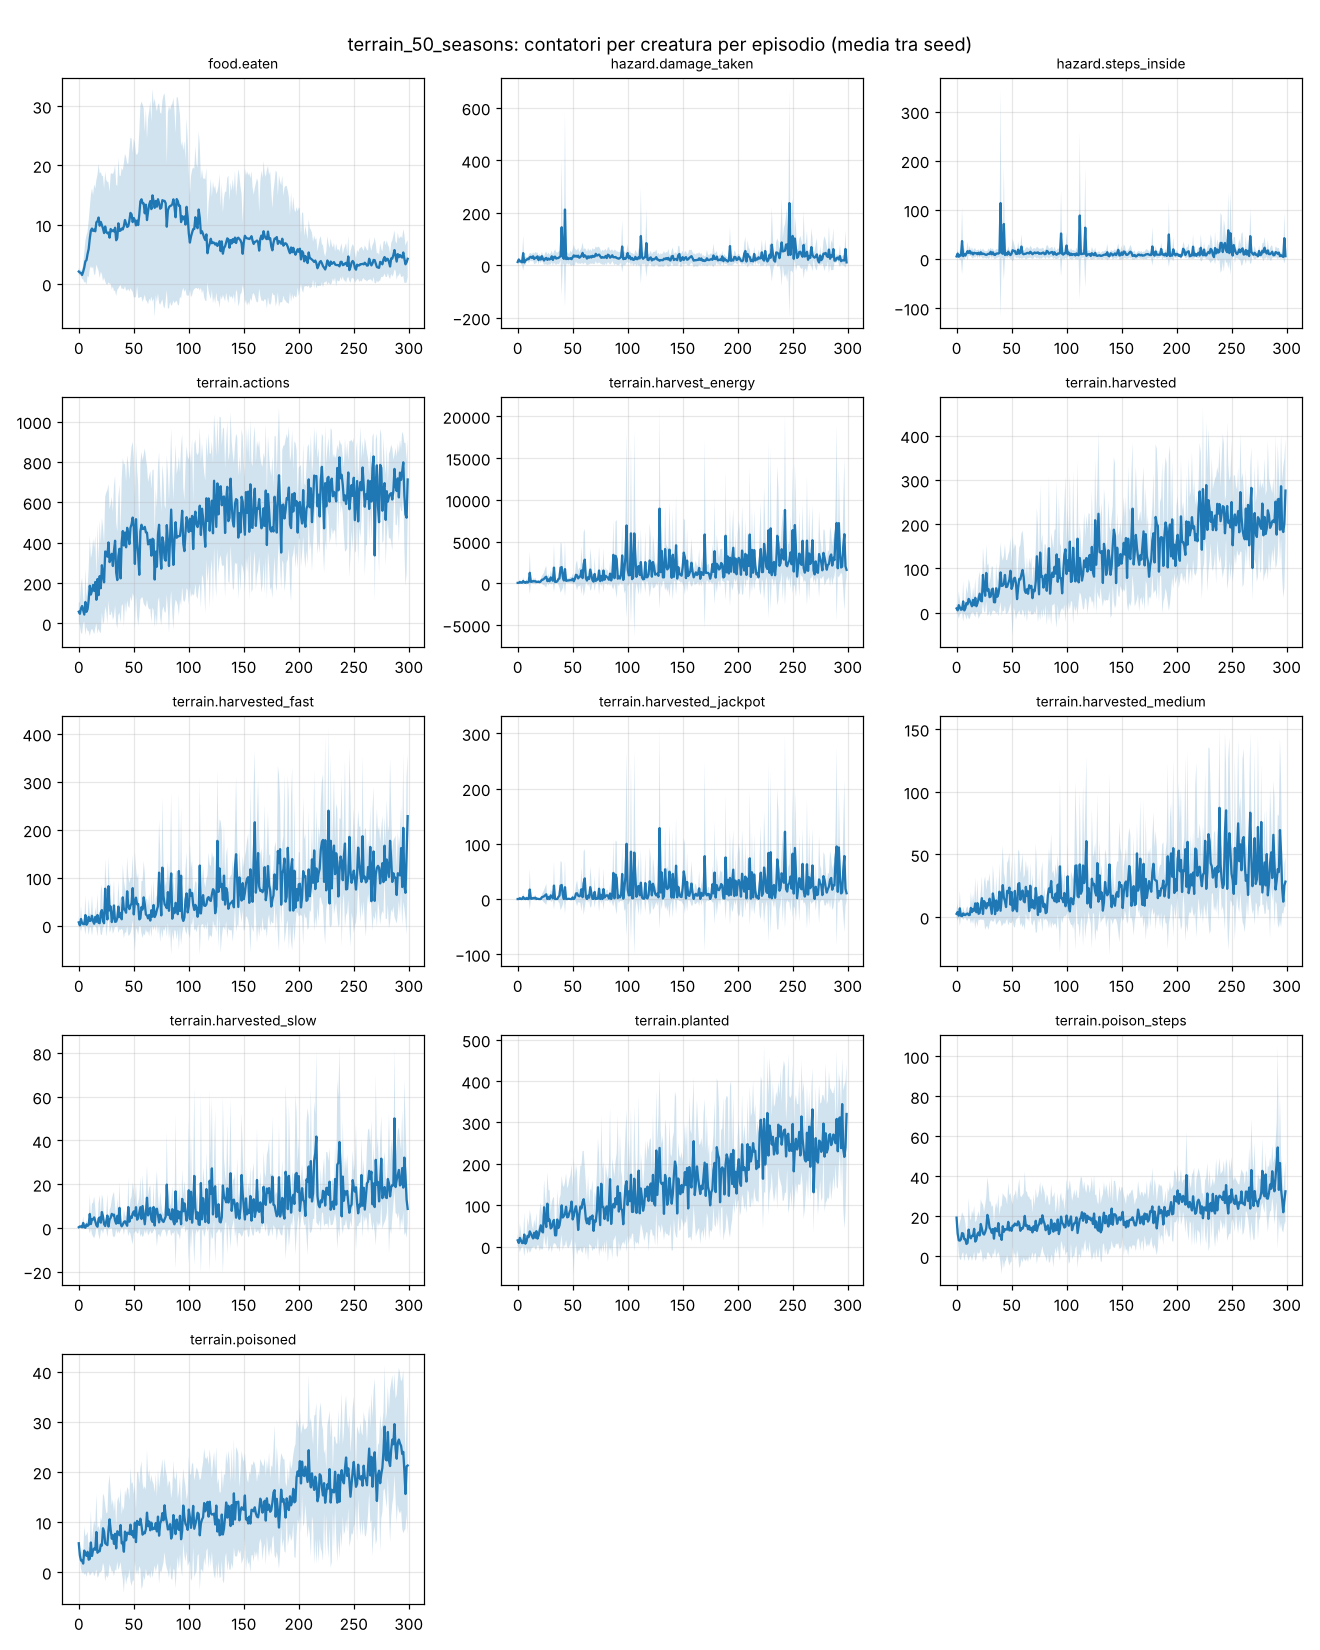 terrain_50_seasons: contatori per creatura per episodio (media tra seed)
food.eaten
hazard.damage_taken
hazard.steps_inside
30
20
10
0
0 50 100 150 200 250 300
600
400
200
0
−200
0 50 100 150 200 250 300
300
200
100
0
−100
0 50 100 150 200 250 300
terrain.actions
terrain.harvest_energy
terrain.harvested
1000
800
600
400
200
0
0 50 100 150 200 250 300
20000
15000
10000
5000
0
−5000
0 50 100 150 200 250 300
400
300
200
100
0
0 50 100 150 200 250 300
terrain.harvested_fast
terrain.harvested_jackpot
terrain.harvested_medium
400
300
200
100
0
0 50 100 150 200 250 300
300
200
100
0
−100
0 50 100 150 200 250 300
150
100
50
0
0 50 100 150 200 250 300
terrain.harvested_slow
terrain.planted
terrain.poison_steps
80
60
40
20
0
−20
0 50 100 150 200 250 300
500
400
300
200
100
0
0 50 100 150 200 250 300
100
80
60
40
20
0
0 50 100 150 200 250 300
terrain.poisoned
40
30
20
10
0
0 50 100 150 200 250 300